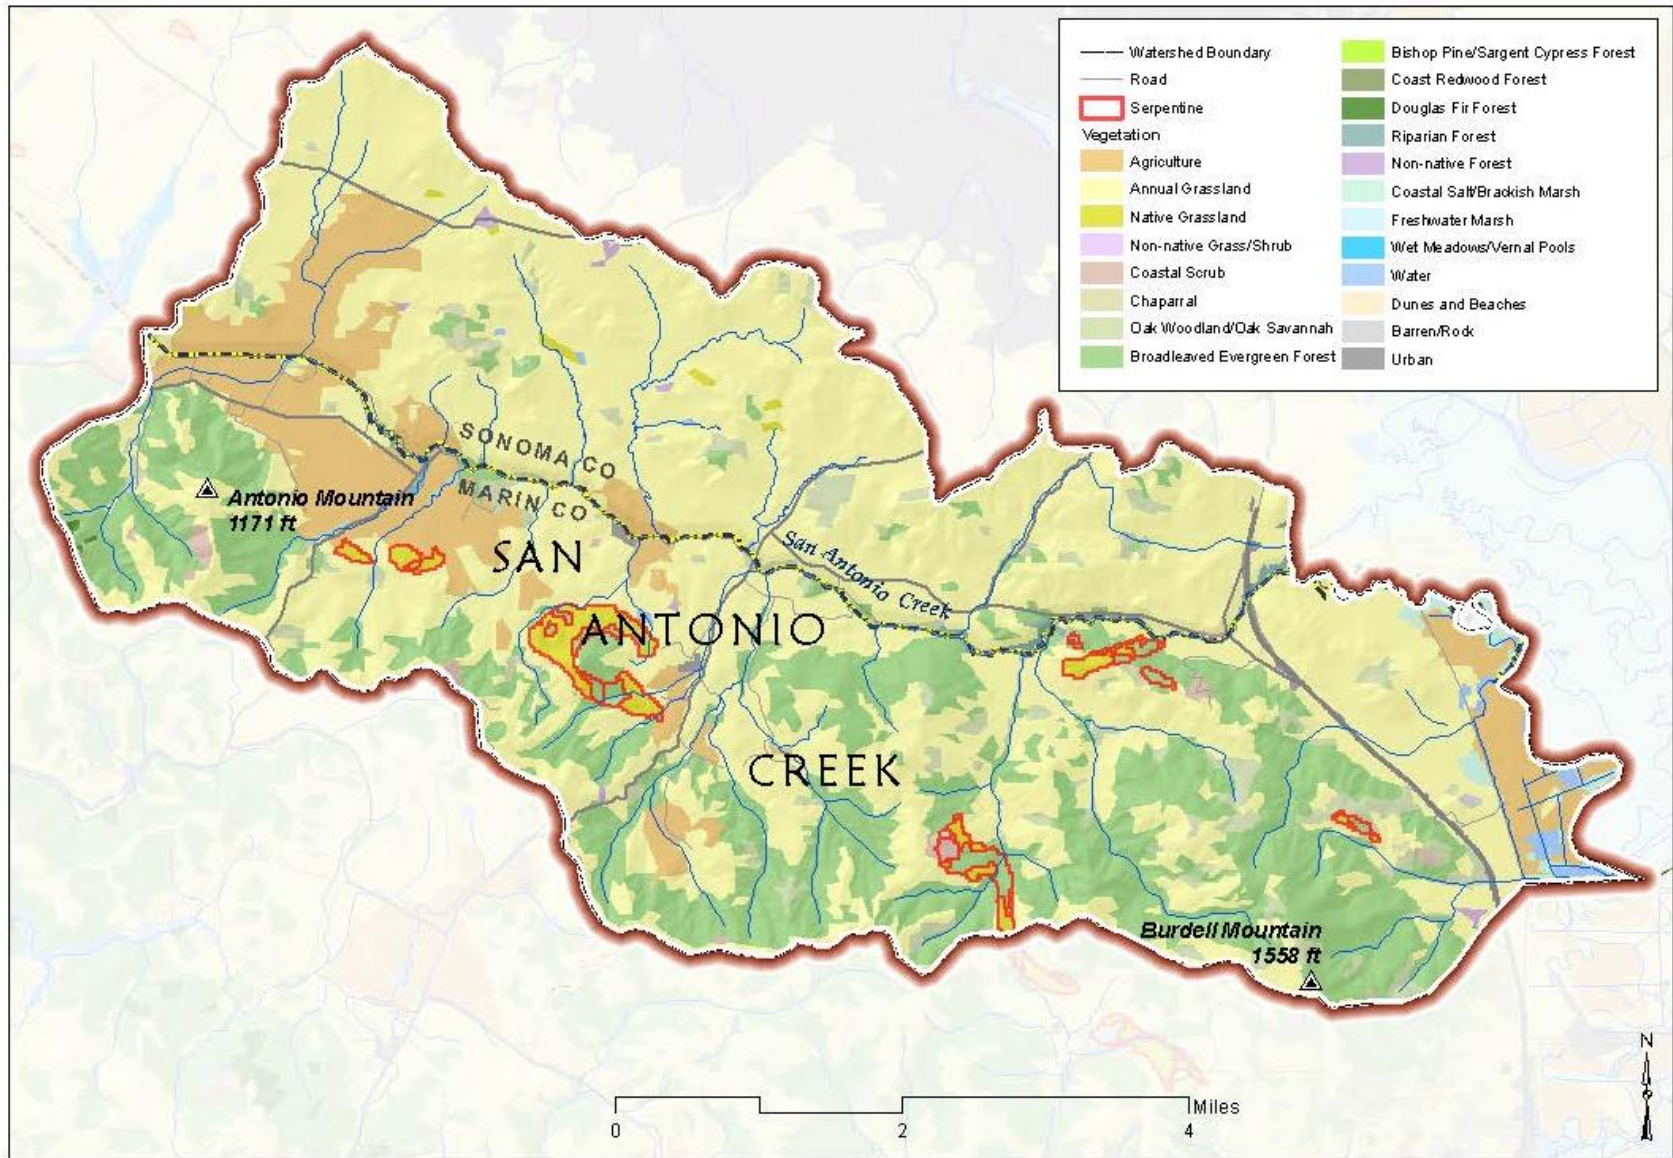 Watershed Boundary
Road
Serpentine
Vegetation
Agriculture
Annual Grassland
Native Grassland
Non-native Grass/Shrub
Coastal Scrub
Chaparral
Oak Woodland/Oak Savannah
Broadleaved Evergreen Forest
Bishop Pine/Sargent Cypress Forest
Coast Redwood Forest
Douglas Fir Forest
Riparian Forest
Non-native Forest
Coastal Salt/Brackish Marsh
Freshwater Marsh
Wet Meadows/Vernal Pools
Water
Dunes and Beaches
Barren/Rock
Urban
SONOMA CO
MARIN CO
Antonio Mountain
1171 ft
SAN
ANTONIO
CREEK
San Antonio Creek
Burdell Mountain
1558 ft
N
Miles
0 2 4